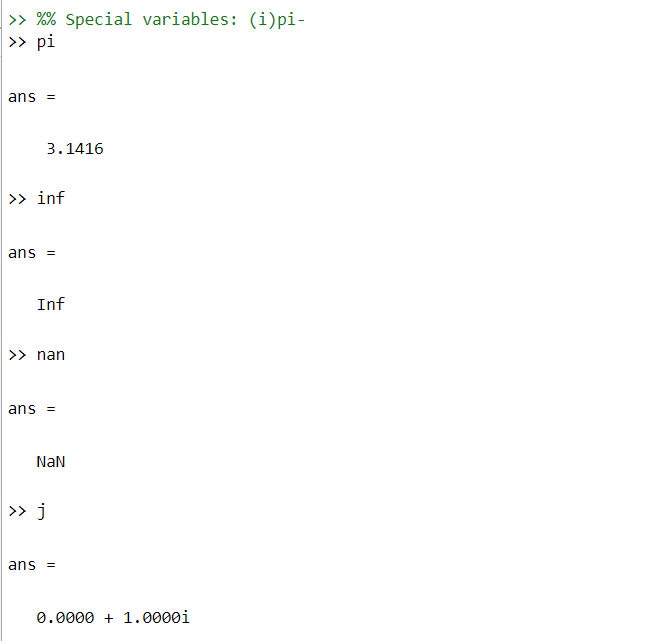 >> %% Special variables: (i)pi-
>> pi
ans =
3.1416
>> inf
ans =
Inf
>> nan
ans =
NaN
>> j
ans =
0.0000 + 1.0000i